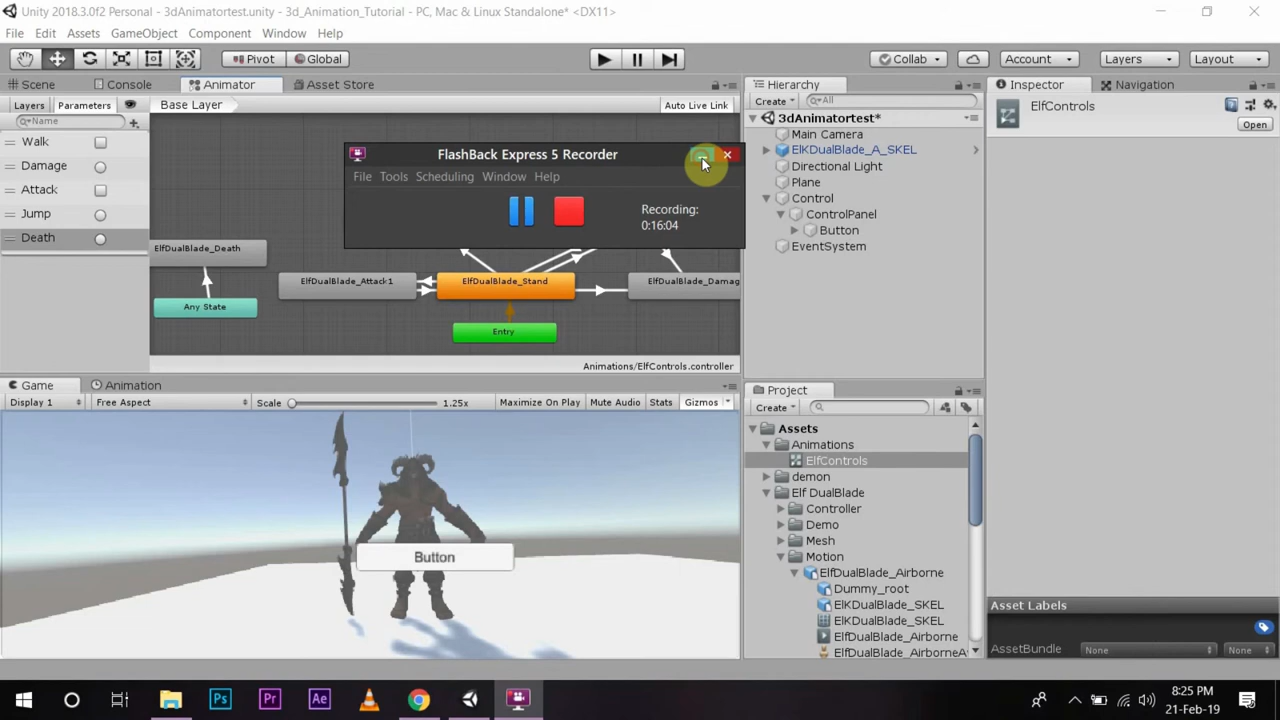 Unity 2018.3.0f2 - 3dAnimatortest.unity - 3d_Animation_Tutorial - PC, Mac & Linux Standalone* <DX11>
File Edit Assets GameObject Component Window Help
Pivot Global Collab Account Layers Layout
Scene Console Animator Asset Store Hierarchy Inspector Navigation
Layers Parameters Base Layer Auto Live Link Create All ElfControls
Name 3dAnimatortest* Open
Walk Main Camera
Damage FlashBack Express 5 Recorder ElKDualBlade_A_SKEL
Directional Light
File Tools Scheduling Window Help
Attack Plane
Control
Jump Recording: ControlPanel
0:16:04 Button
Death
ElfDualBlade_Death EventSystem
ElfDualBlade_Attack1 ElfDualBlade_Stand ElfDualBlade_Damag
Any State
Entry
Animations/ElfControls.controller
Game Animation Project
Display 1 Free Aspect Scale 1.25x Maximize On Play Mute Audio Stats Gizmos Create
Assets
Animations
ElfControls
demon
Elf DualBlade
Controller
Demo
Mesh
Button Motion
ElfDualBlade_Airborne
Dummy_root
ElKDualBlade_SKEL Asset Labels
ElKDualBlade_SKEL
ElfDualBlade_Airborne
ElfDualBlade_AirborneA AssetBundle None None
Ps Pr Ae 8:25 PM
21-Feb-19